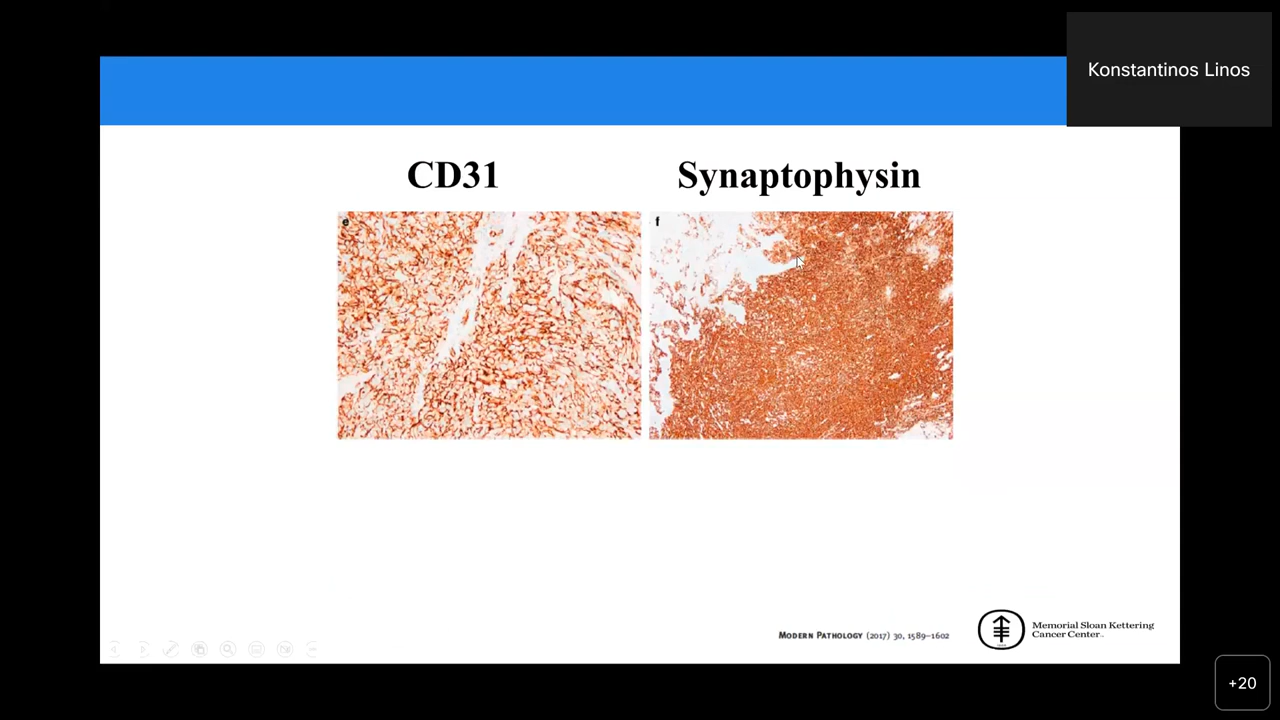 Konstantinos Linos
CD31
Synaptophysin
e
f
MODERN PATHOLOGY (2017) 30, 1589–1602
Memorial Sloan Kettering
Cancer Center
+20